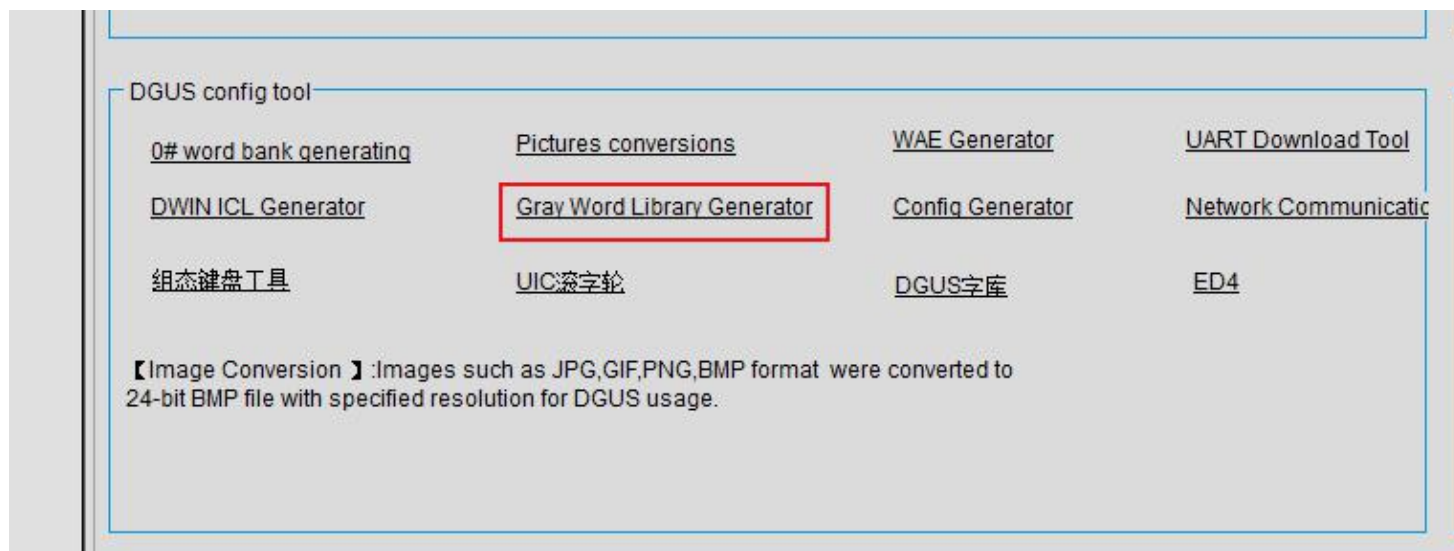 DGUS config tool
0# word bank generating
Pictures conversions
WAE Generator
UART Download Tool
DWIN ICL Generator
Gray Word Library Generator
Config Generator
Network Communicatic
组态键盘工具
UIC滚字轮
DGUS字库
ED4
【Image Conversion 】:Images such as JPG,GIF,PNG,BMP format were converted to
24-bit BMP file with specified resolution for DGUS usage.